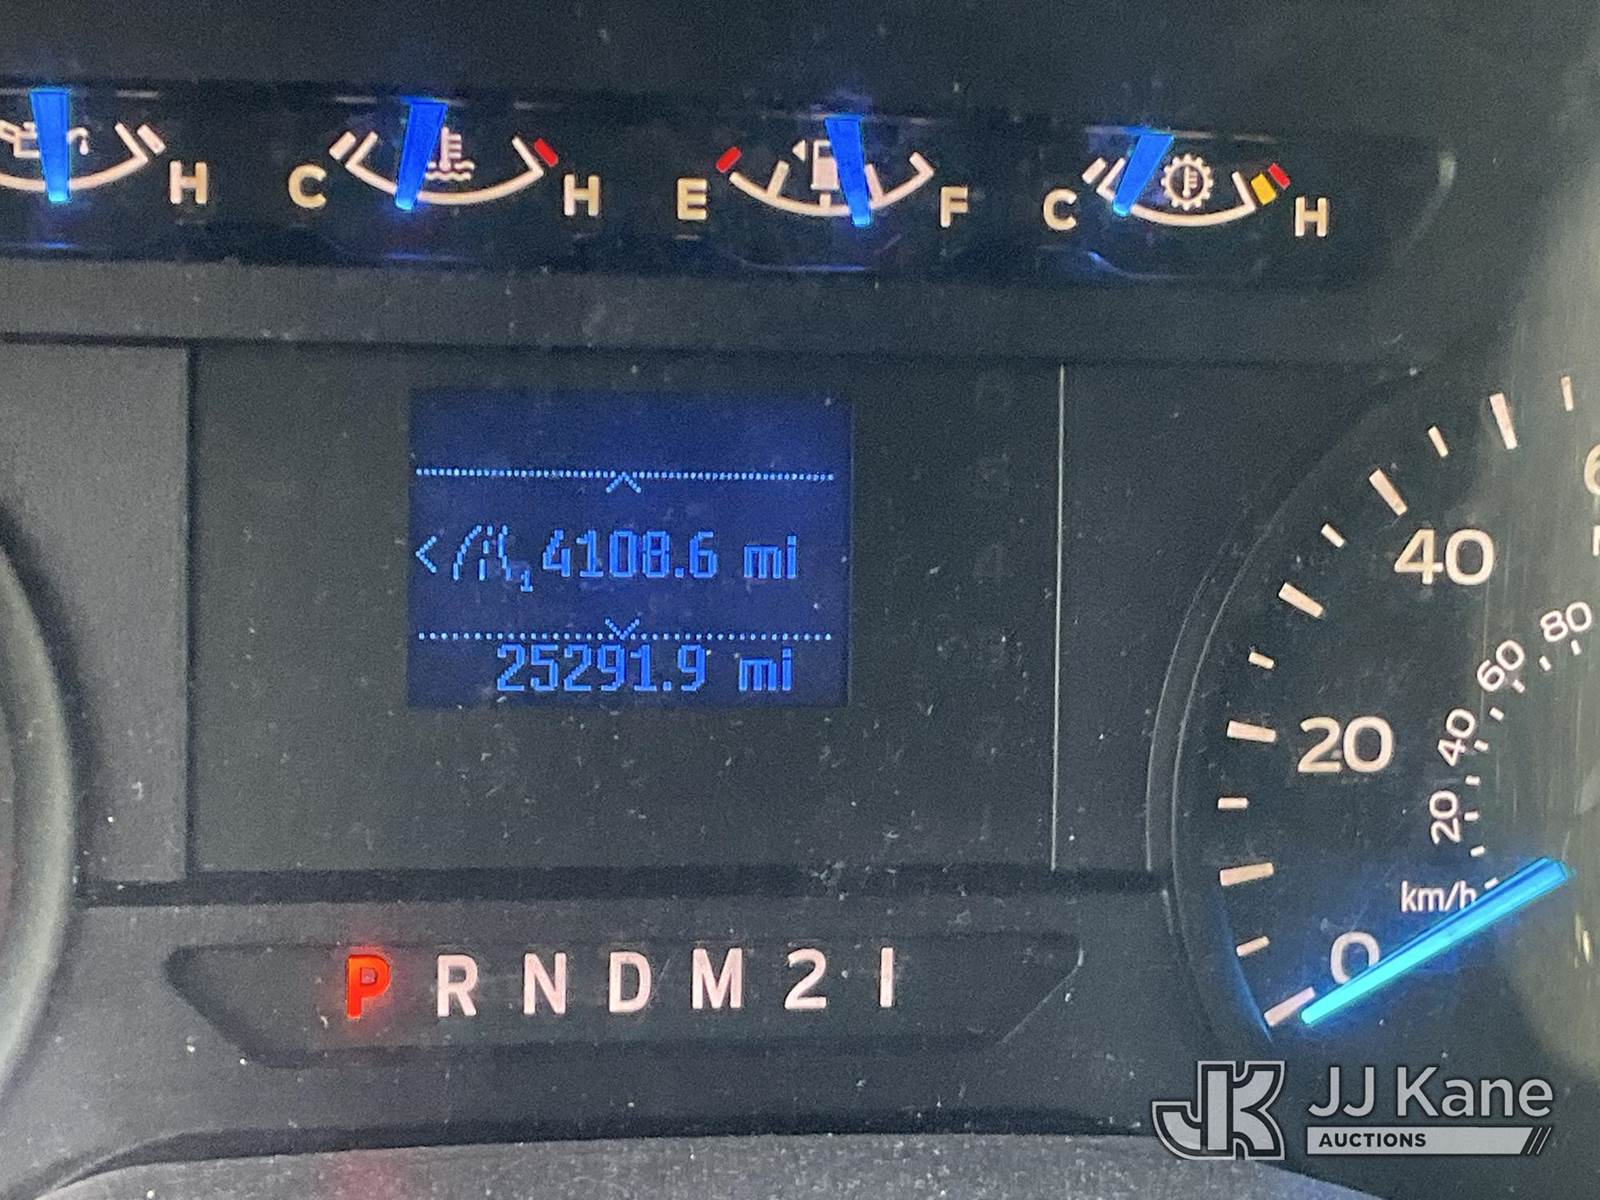 H C H E F C H
4108.6 mi
25291.9 mi
40
20
0
80
60
40
20
km/h
P R N D M 2 1
JK JJ Kane
AUCTIONS